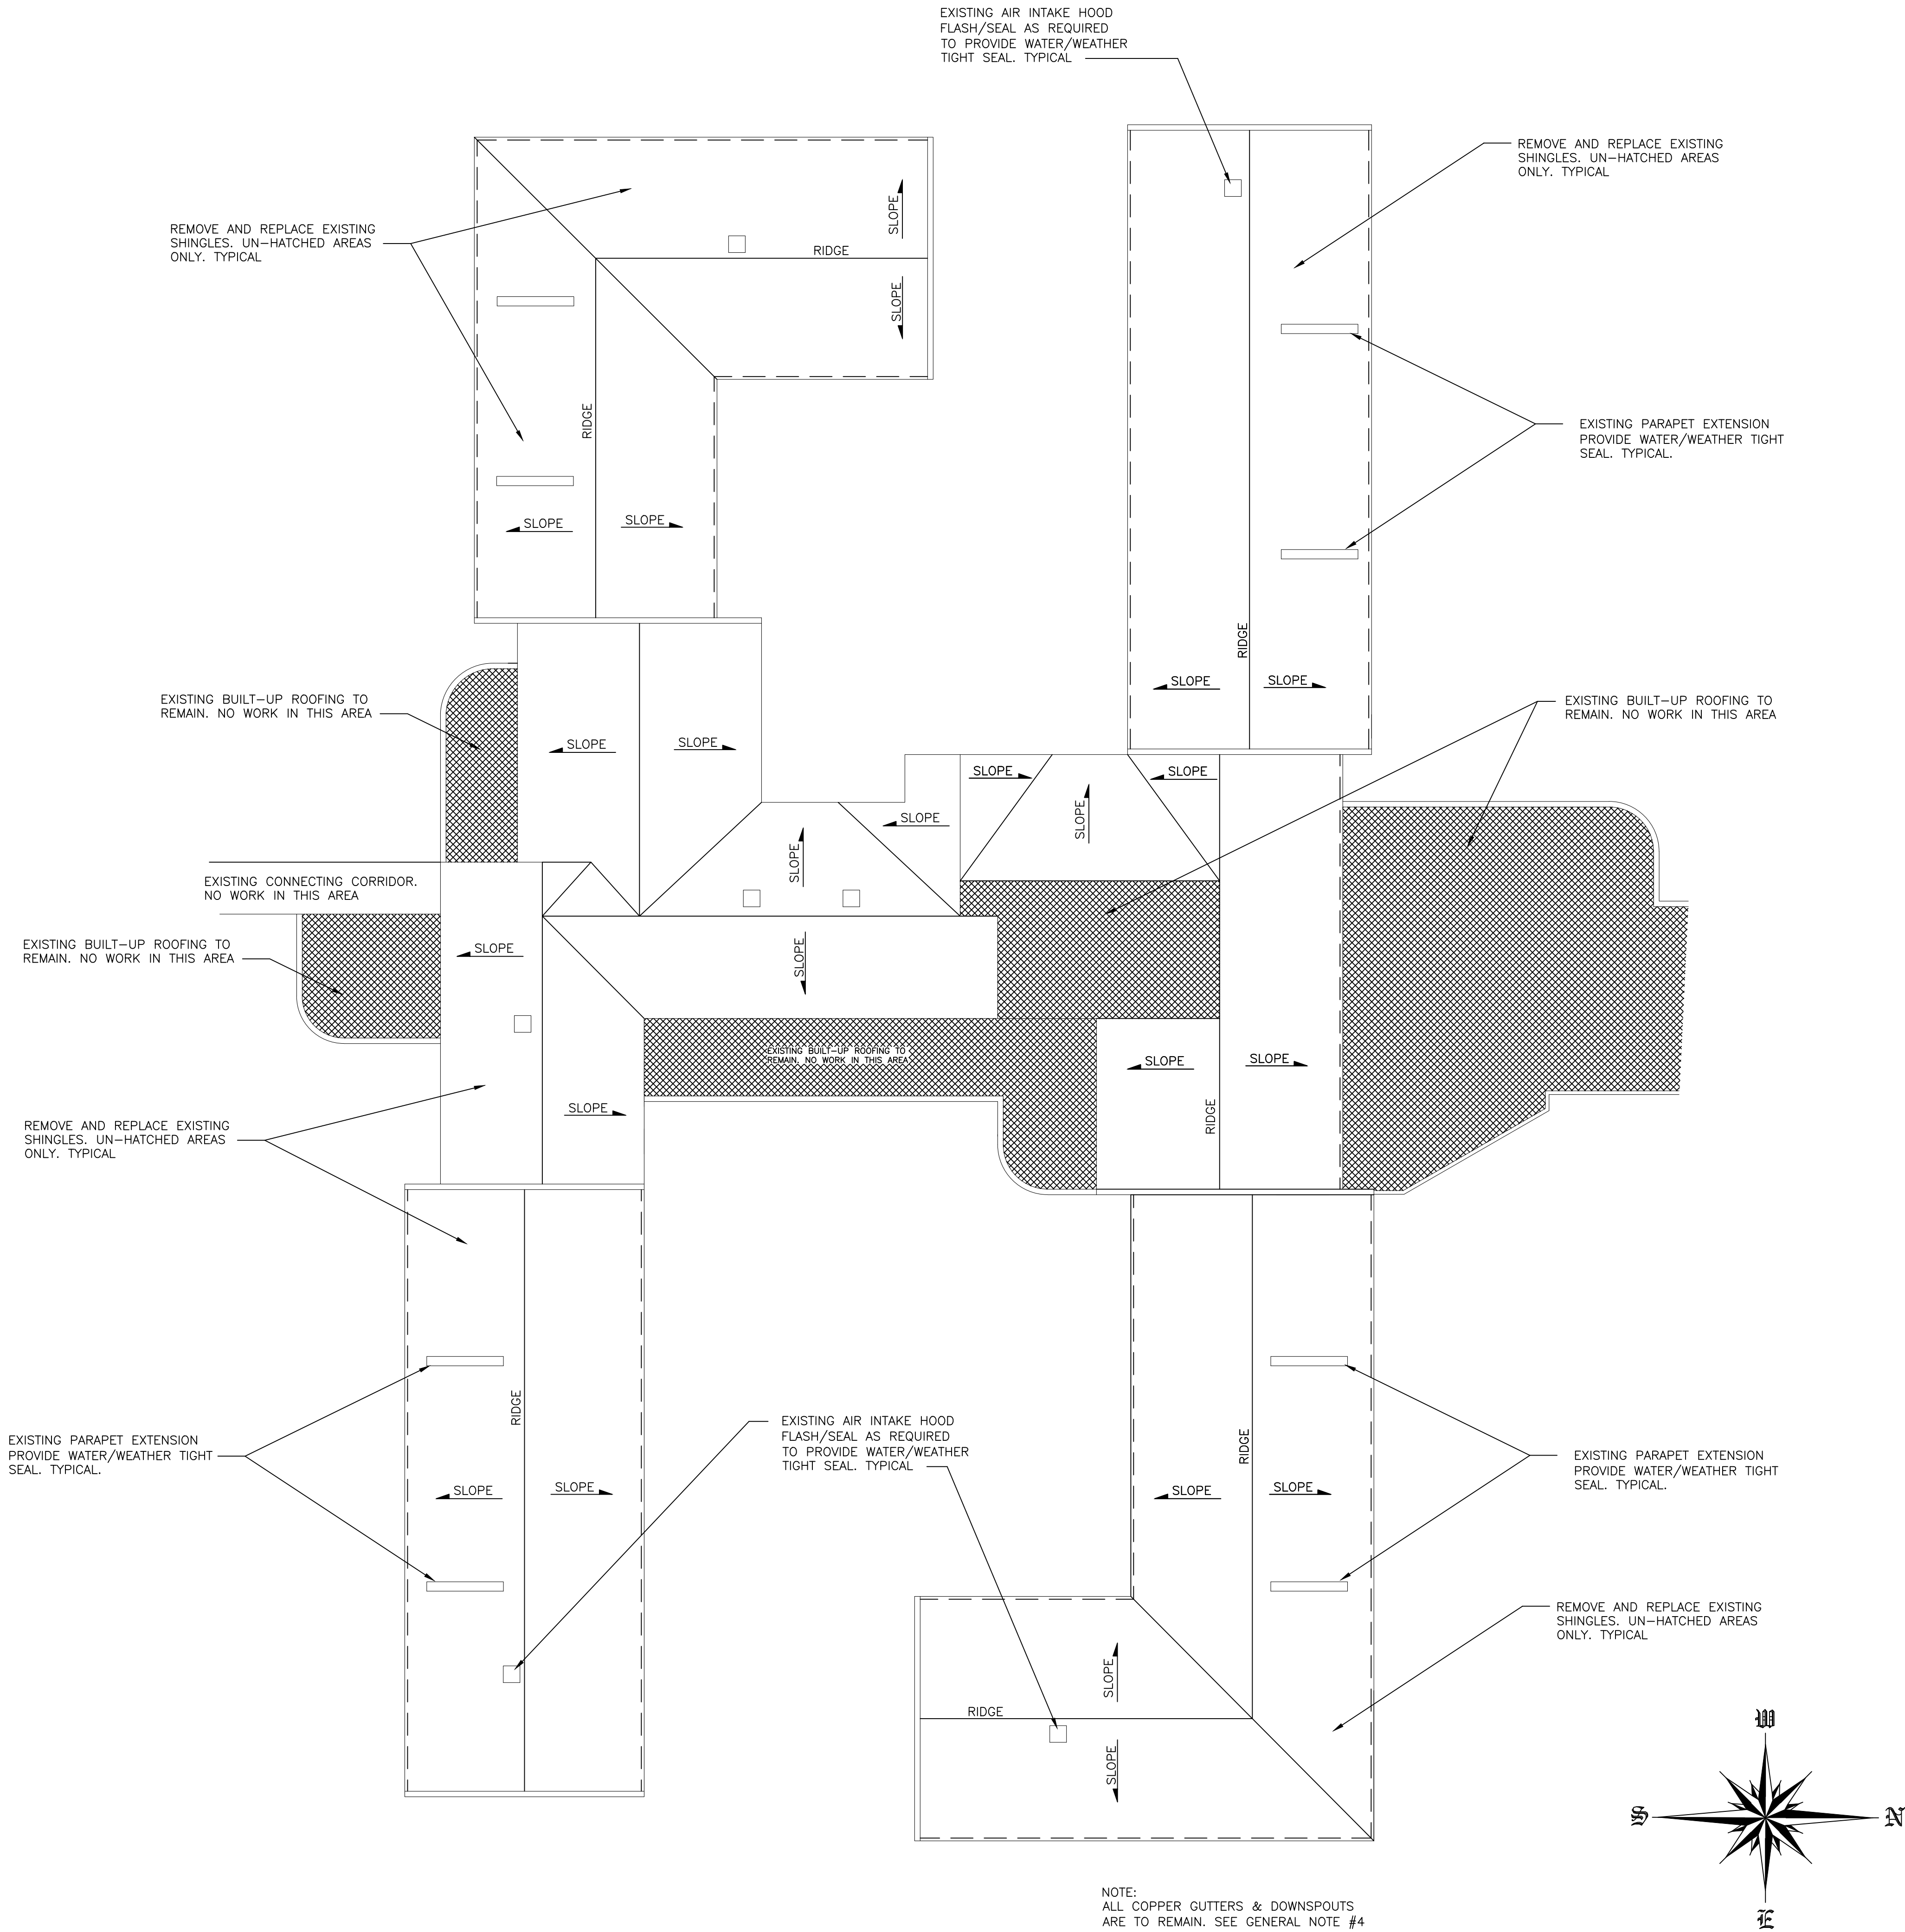 EXISTING AIR INTAKE HOOD
FLASH/SEAL AS REQUIRED
TO PROVIDE WATER/WEATHER
TIGHT SEAL. TYPICAL
REMOVE AND REPLACE EXISTING
SHINGLES. UN-HATCHED AREAS
ONLY. TYPICAL
REMOVE AND REPLACE EXISTING
SHINGLES. UN-HATCHED AREAS
ONLY. TYPICAL
SLOPE
RIDGE
SLOPE
RIDGE
SLOPE
SLOPE
EXISTING PARAPET EXTENSION
PROVIDE WATER/WEATHER TIGHT
SEAL. TYPICAL.
RIDGE
SLOPE
SLOPE
EXISTING BUILT-UP ROOFING TO
REMAIN. NO WORK IN THIS AREA
EXISTING BUILT-UP ROOFING TO
REMAIN. NO WORK IN THIS AREA
SLOPE
SLOPE
SLOPE
SLOPE
SLOPE
SLOPE
SLOPE
EXISTING CONNECTING CORRIDOR.
NO WORK IN THIS AREA
EXISTING BUILT-UP ROOFING TO
REMAIN. NO WORK IN THIS AREA
SLOPE
SLOPE
EXISTING BUILT-UP ROOFING TO
REMAIN. NO WORK IN THIS AREA
SLOPE
SLOPE
RIDGE
SLOPE
REMOVE AND REPLACE EXISTING
SHINGLES. UN-HATCHED AREAS
ONLY. TYPICAL
RIDGE
EXISTING PARAPET EXTENSION
PROVIDE WATER/WEATHER TIGHT
SEAL. TYPICAL.
SLOPE
SLOPE
EXISTING AIR INTAKE HOOD
FLASH/SEAL AS REQUIRED
TO PROVIDE WATER/WEATHER
TIGHT SEAL. TYPICAL
RIDGE
SLOPE
SLOPE
EXISTING PARAPET EXTENSION
PROVIDE WATER/WEATHER TIGHT
SEAL. TYPICAL.
REMOVE AND REPLACE EXISTING
SHINGLES. UN-HATCHED AREAS
ONLY. TYPICAL
SLOPE
RIDGE
SLOPE
W
S
N
E
NOTE:
ALL COPPER GUTTERS & DOWNSPOUTS
ARE TO REMAIN. SEE GENERAL NOTE #4